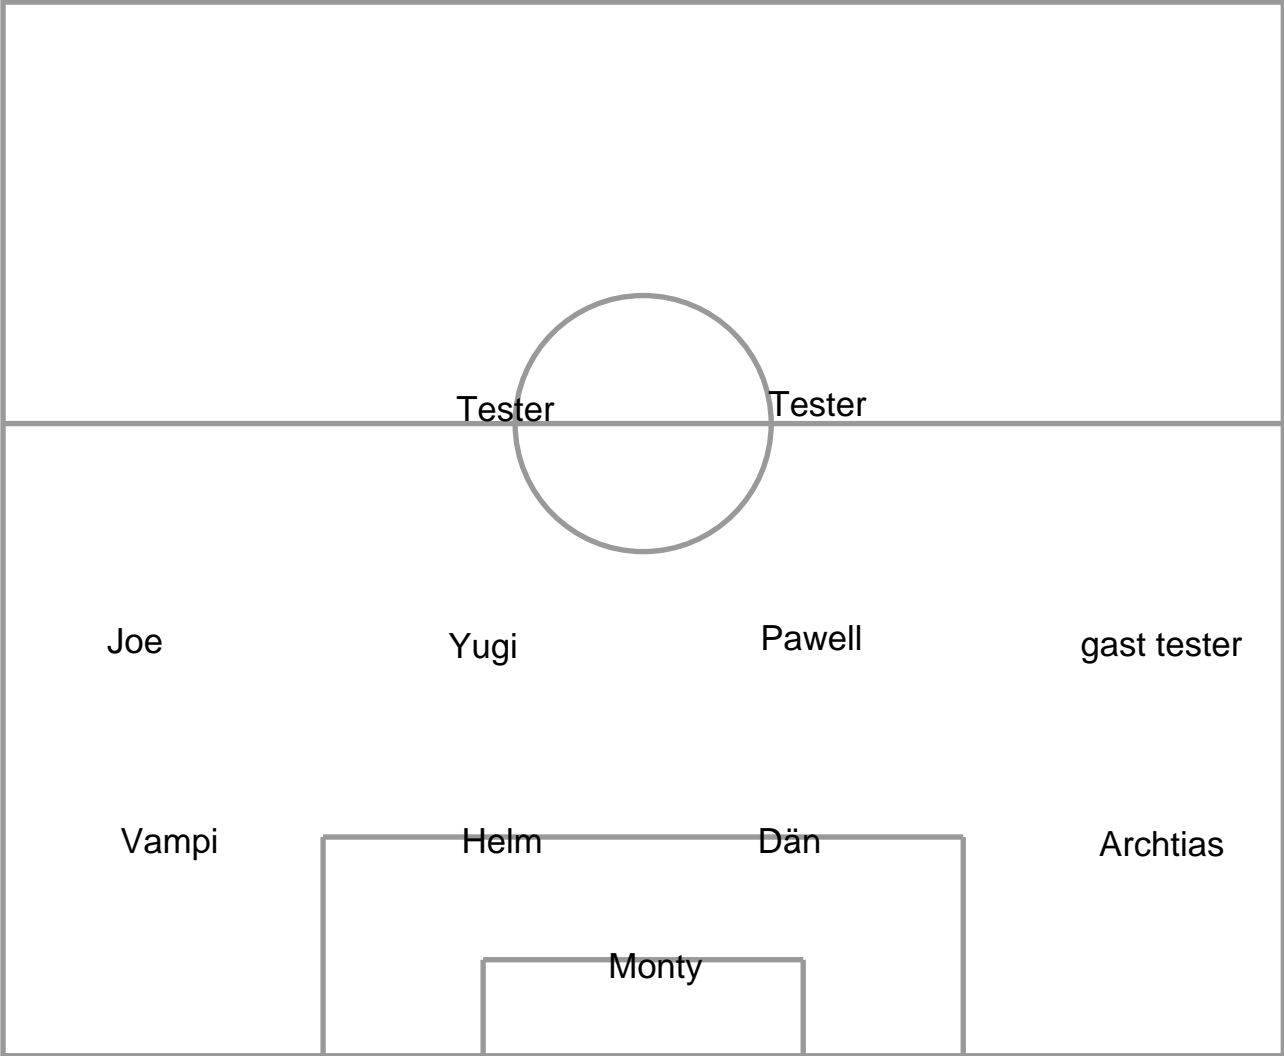 Tester
Tester
Joe
Yugi
Pawell
gast tester
Vampi
Helm
Dän
Archtias
Monty